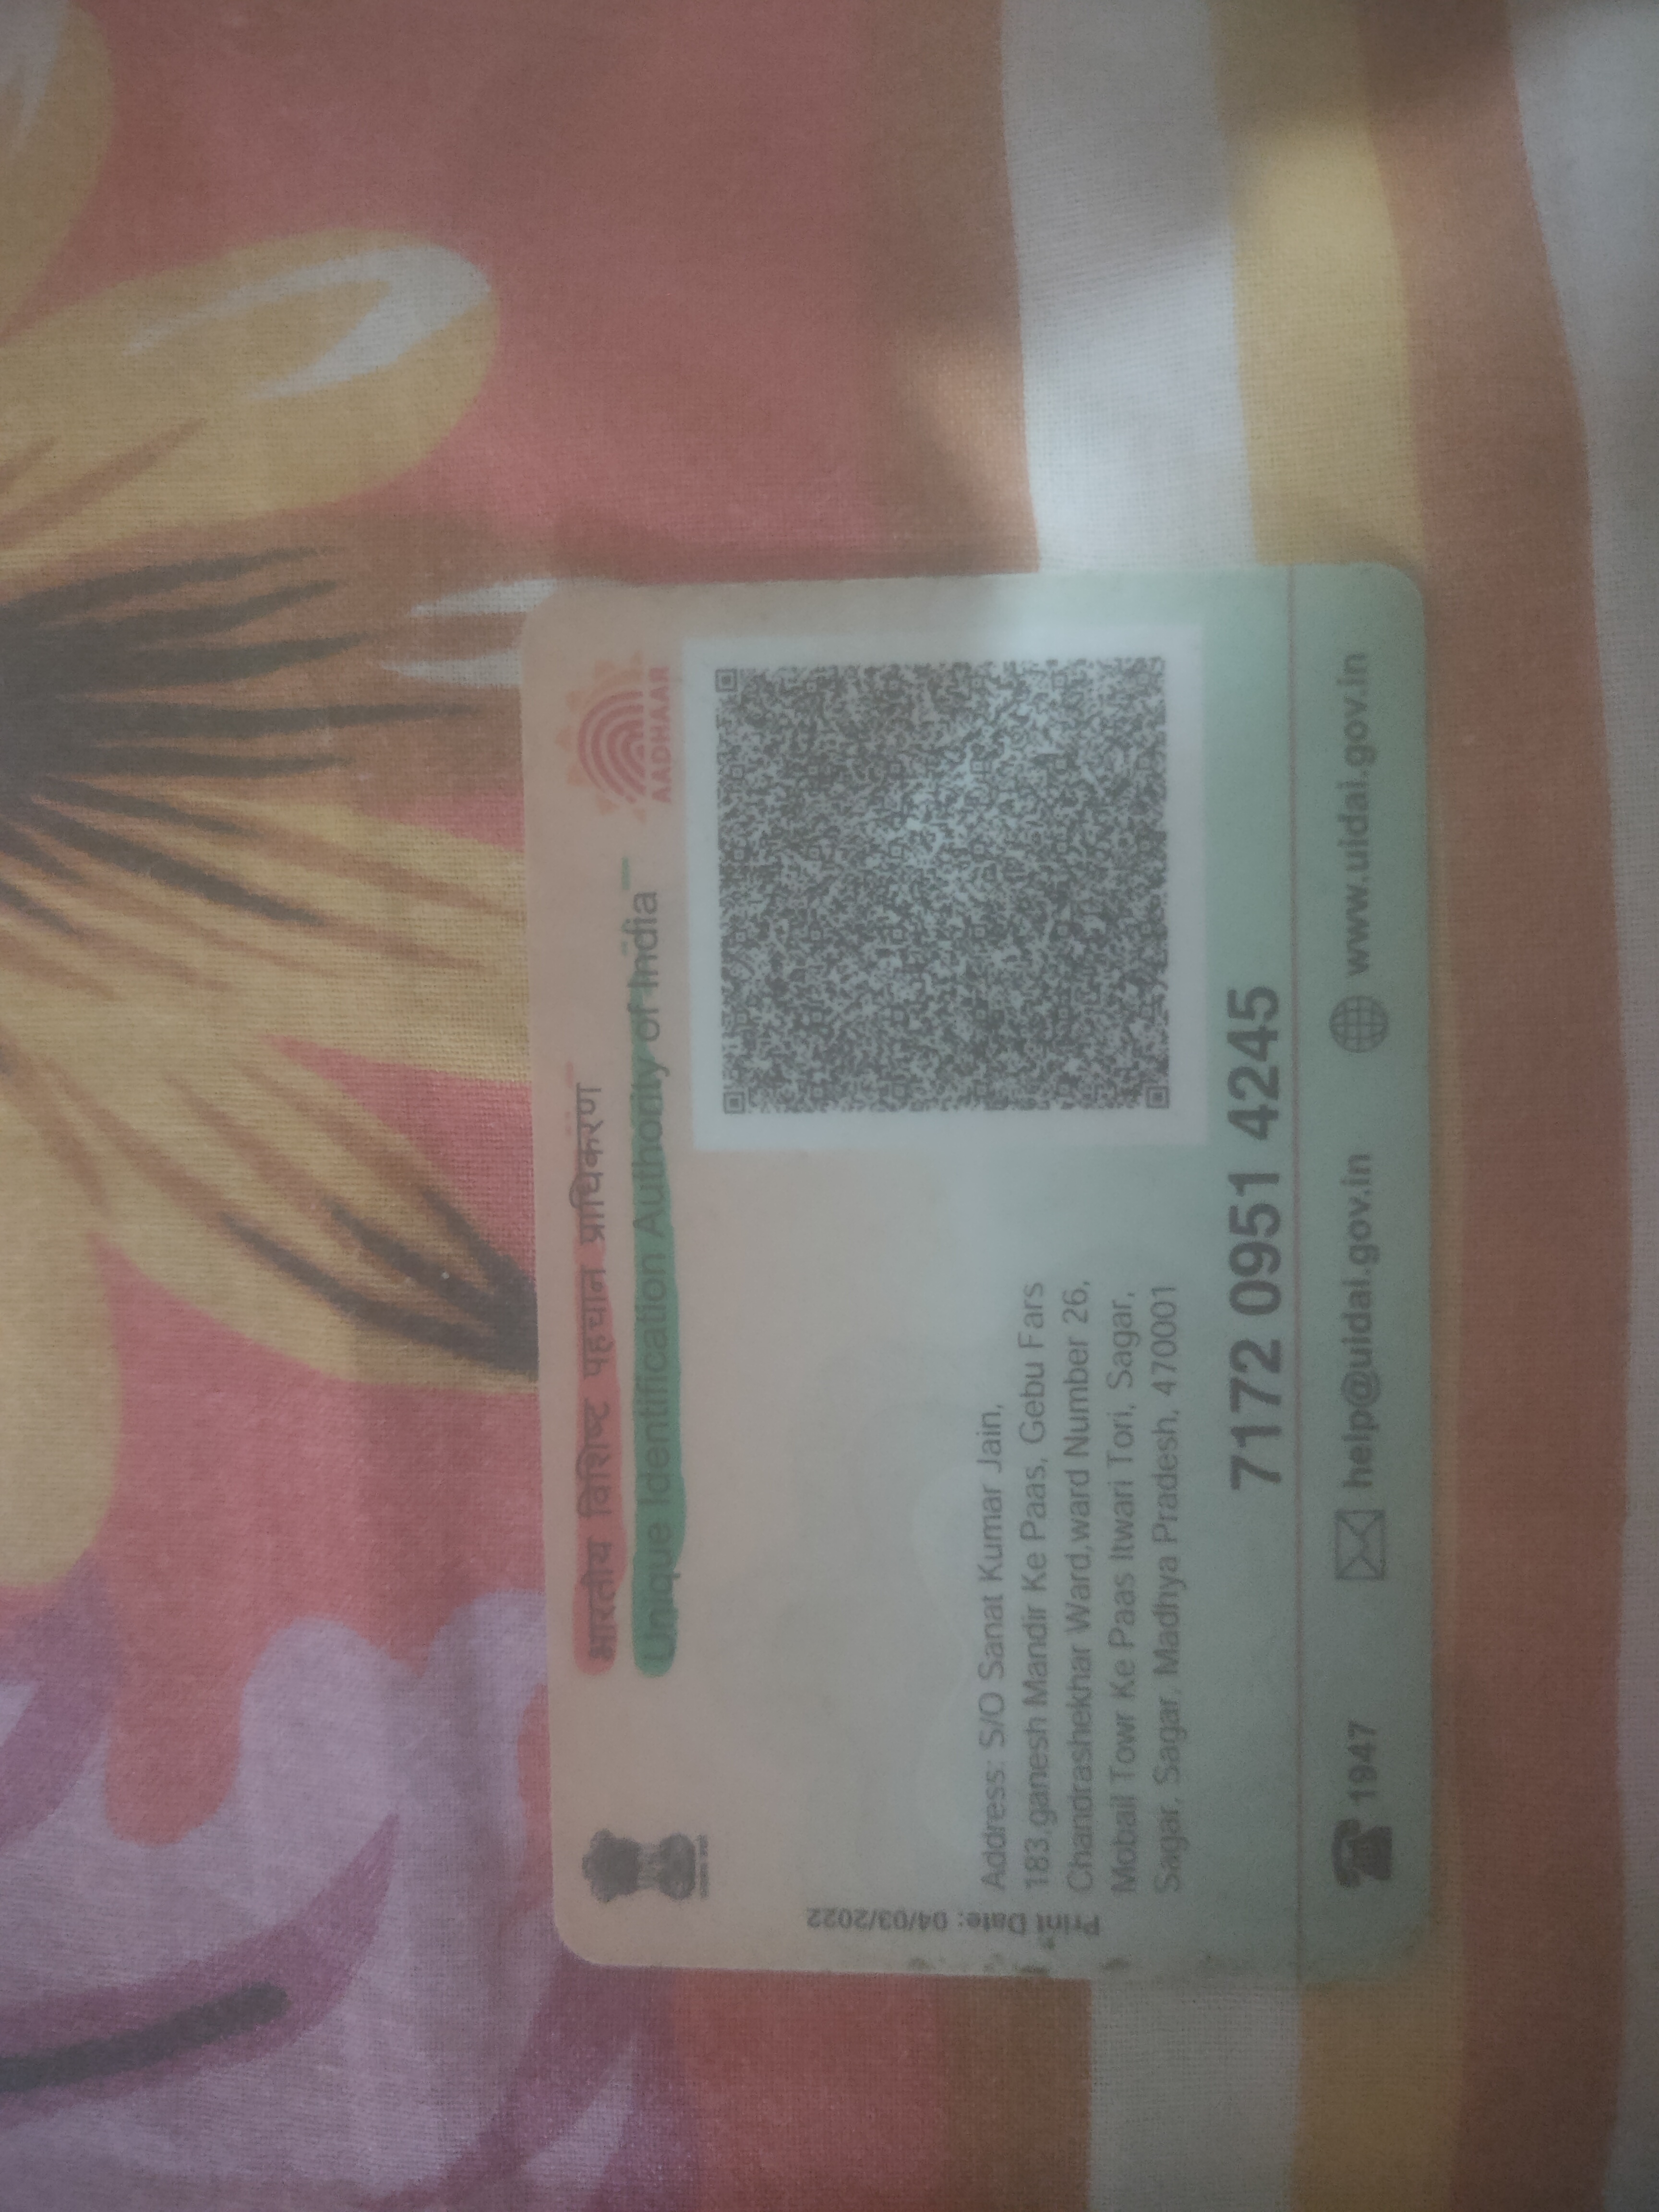 भारतीय विशिष्ट पहचान प्राधिकरण
Unique Identification Authority of India
AADHAAR
Print Date: 04/03/2022
Address: S/O Sanat Kumar Jain,
183,ganesh Mandir Ke Paas, Gebu Fars
Chandrashekhar Ward,ward Number 26,
Mobail Towr Ke Paas Itwari Tori, Sagar,
Sagar, Sagar, Madhya Pradesh, 470001
7172 0951 4245
1947
help@uidai.gov.in
www.uidai.gov.in